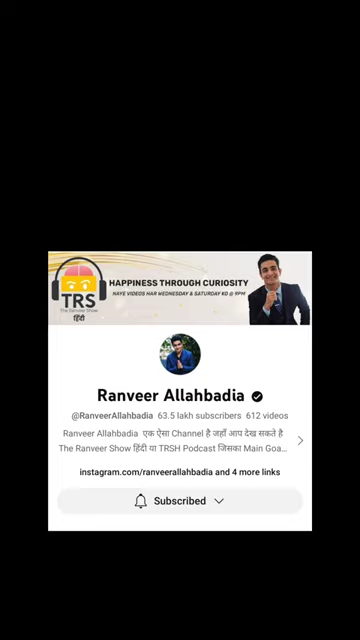 HAPPINESS THROUGH CURIOSITY
NAYE VIDEOS HAR WEDNESDAY & SATURDAY KO @ 9PM
TRS
The Ranveer Show
हिंदी
Ranveer Allahbadia
@RanveerAllahbadia 63.5 lakh subscribers 612 videos
Ranveer Allahbadia एक ऐसा Channel है जहाँ आप देख सकते है
The Ranveer Show हिंदी या TRSH Podcast जिसका Main Goa...
instagram.com/ranveerallahbadia and 4 more links
Subscribed